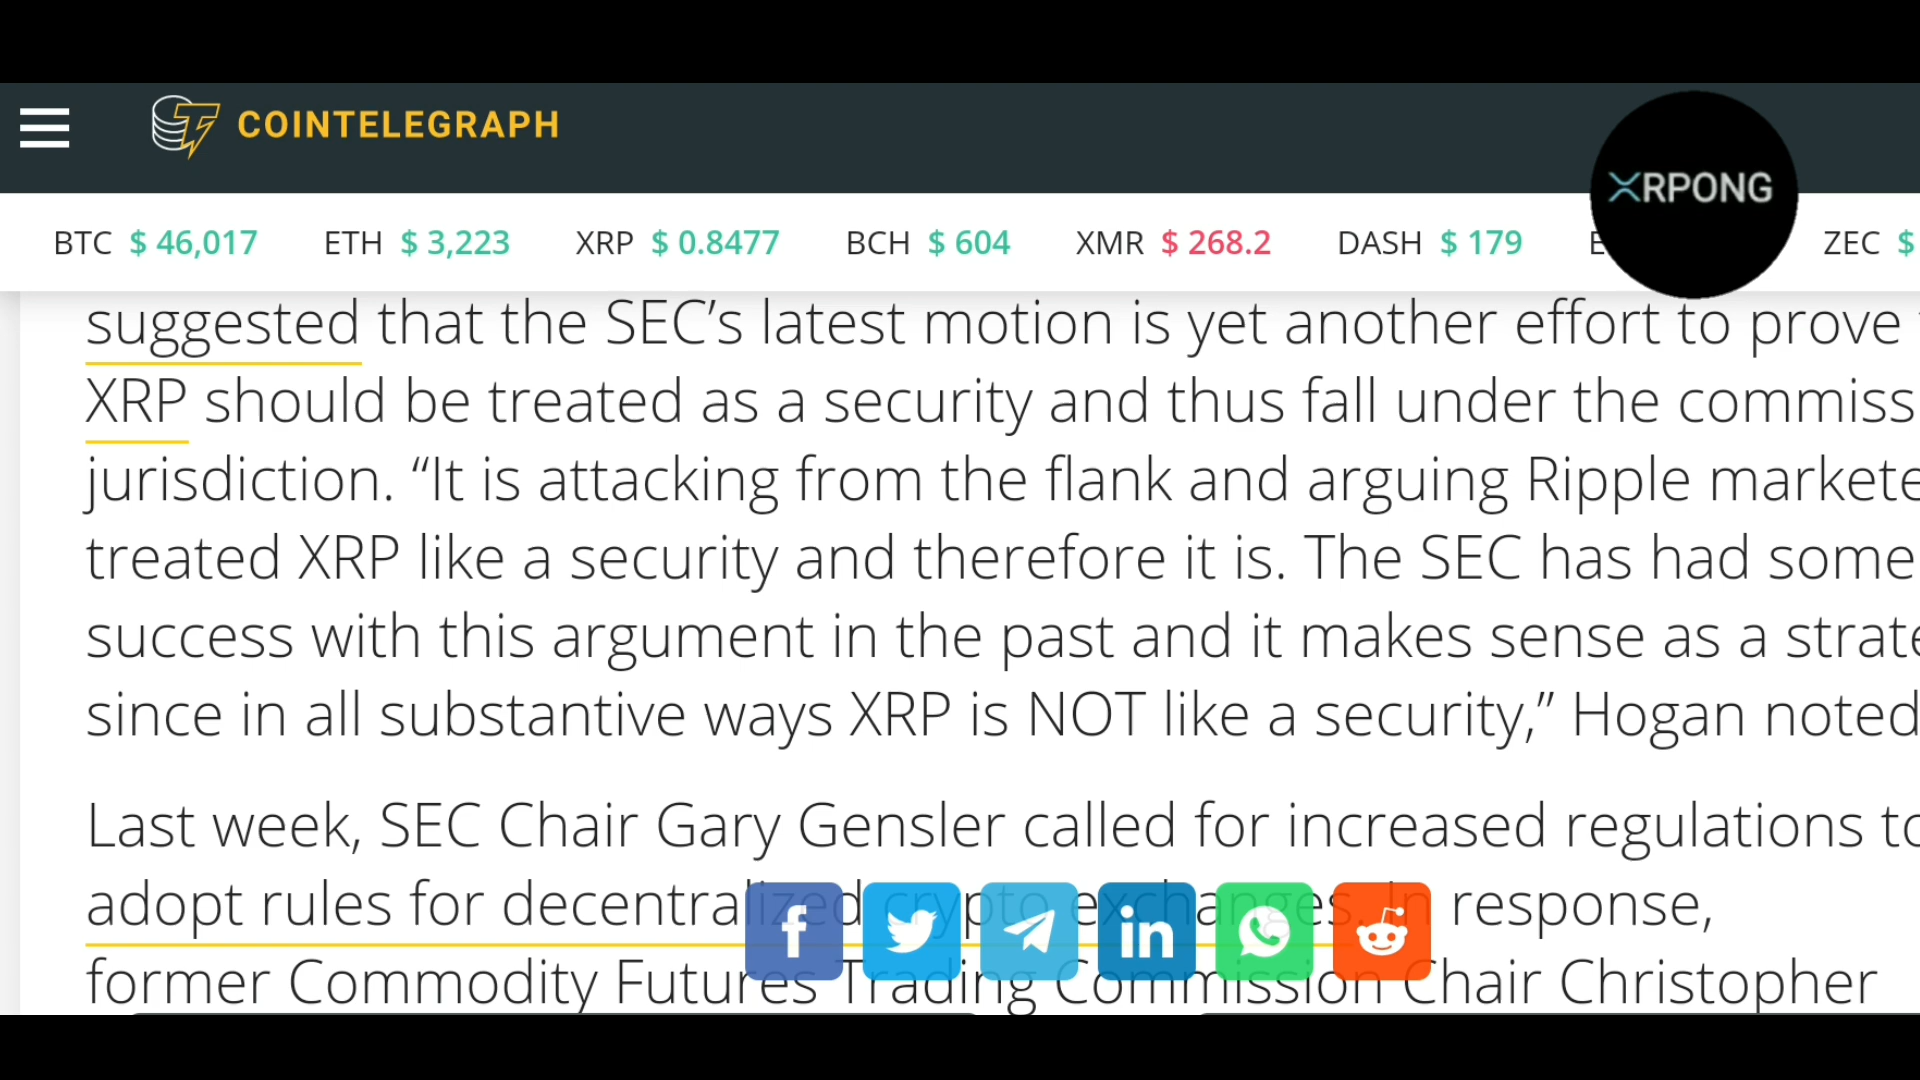 COINTELEGRAPH
XRPONG
BTC $ 46,017 ETH $ 3,223 XRP $ 0.8477 BCH $ 604 XMR $ 268.2 DASH $ 179 E ZEC $
suggested that the SEC’s latest motion is yet another effort to prove
XRP should be treated as a security and thus fall under the commiss
jurisdiction. “It is attacking from the flank and arguing Ripple markete
treated XRP like a security and therefore it is. The SEC has had some
success with this argument in the past and it makes sense as a strate
since in all substantive ways XRP is NOT like a security,” Hogan noted
Last week, SEC Chair Gary Gensler called for increased regulations to
adopt rules for decentralized crypto exchanges. In response,
former Commodity Futures Trading Commission Chair Christopher